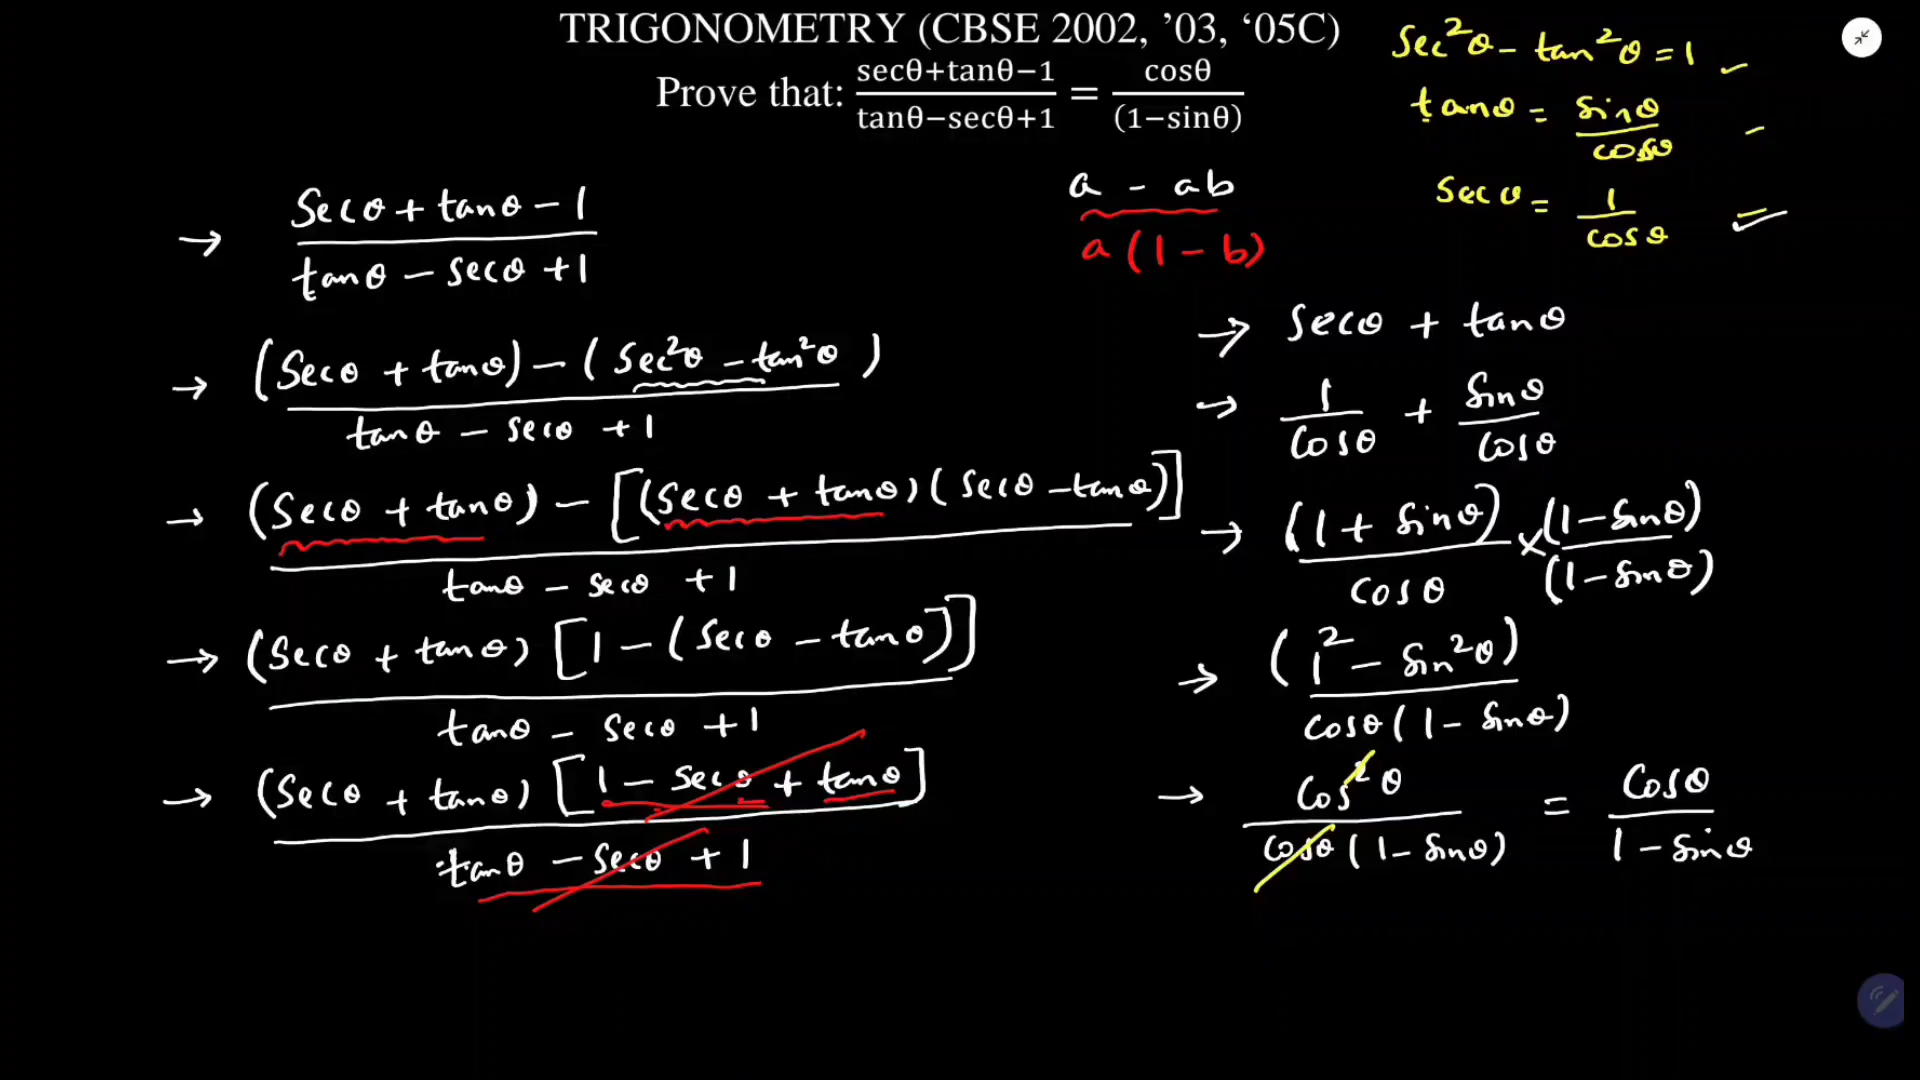 TRIGONOMETRY (CBSE 2002, ’03, ‘05C)
Prove that: secθ+tanθ−1 / tanθ−secθ+1 = cosθ / (1−sinθ)
sec²θ - tan²θ = 1
tanθ = sinθ / cosθ
secθ = 1 / cosθ
a - ab
a (1 - b)
→ secθ + tanθ - 1 / tanθ - secθ + 1
→ (secθ + tanθ) - (sec²θ - tan²θ) / tanθ - secθ + 1
→ (secθ + tanθ) - [(secθ + tanθ)(secθ - tanθ)] / tanθ - secθ + 1
→ (secθ + tanθ) [1 - (secθ - tanθ)] / tanθ - secθ + 1
→ (secθ + tanθ) [1 - secθ + tanθ] / tanθ - secθ + 1
→ secθ + tanθ
→ 1 / cosθ + sinθ / cosθ
→ (1 + sinθ) / cosθ × (1 - sinθ) / (1 - sinθ)
→ (1² - sin²θ) / cosθ (1 - sinθ)
→ cos²θ / cosθ (1 - sinθ) = cosθ / 1 - sinθ